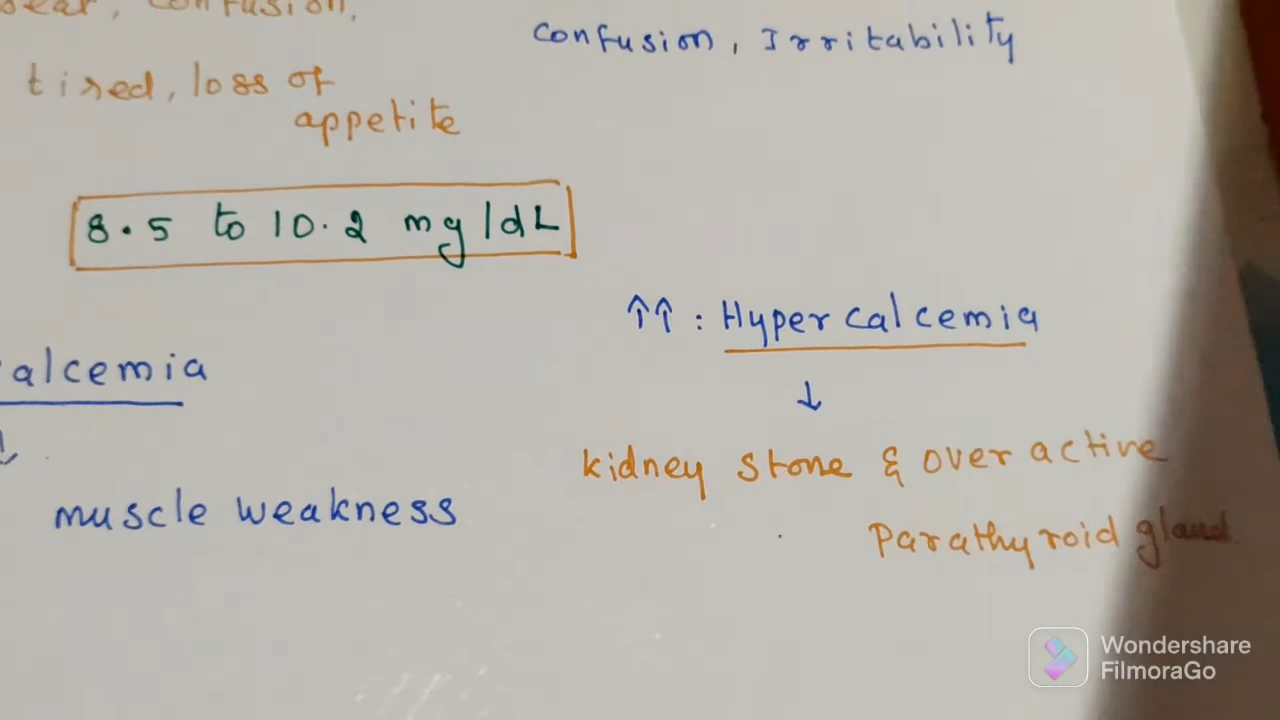 confusion,
confusion, Irritability
tired, loss of
appetite
8.5 to 10.2 mg/dL
↑↑ : Hypercalcemia
alcemia
↓
kidney stone & over active
parathyroid gland
muscle weakness
Wondershare
FilmoraGo